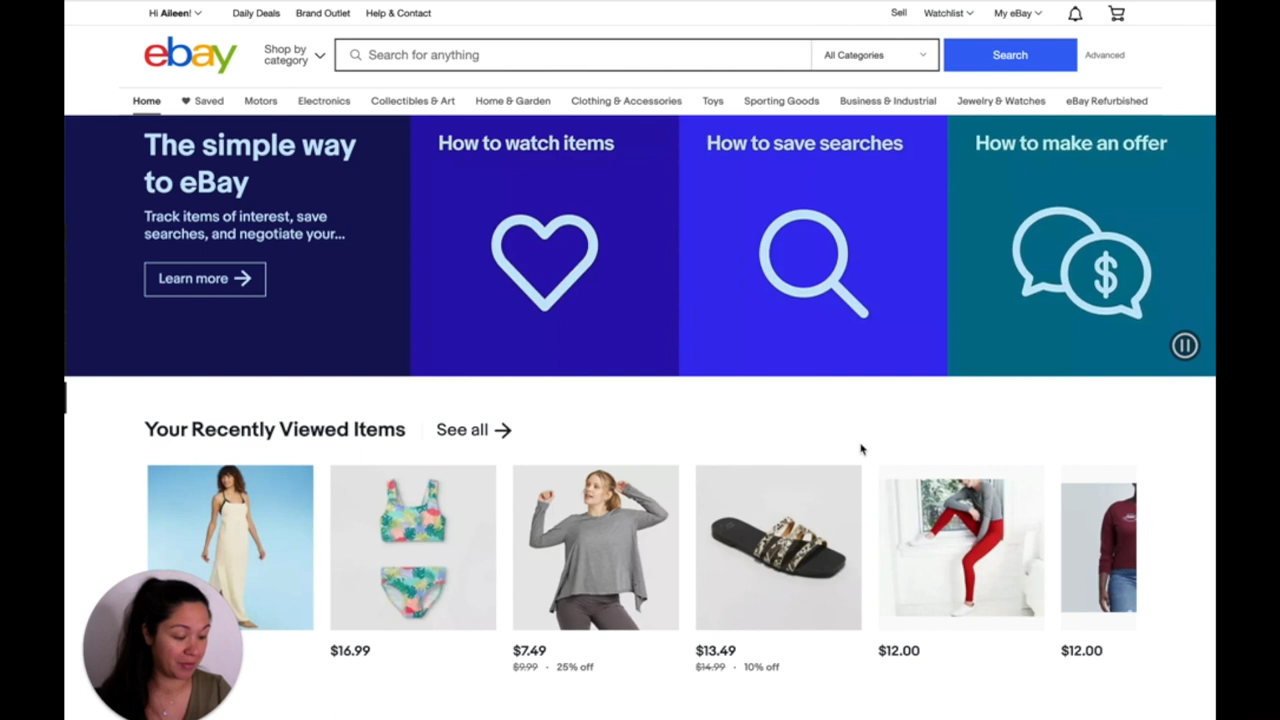 Hi Aileen!
Daily Deals
Brand Outlet
Help & Contact
Sell
Watchlist
My eBay
ebay
Shop by
category
Search for anything
All Categories
Search
Advanced
Home
Saved
Motors
Electronics
Collectibles & Art
Home & Garden
Clothing & Accessories
Toys
Sporting Goods
Business & Industrial
Jewelry & Watches
eBay Refurbished
The simple way
to eBay
Track items of interest, save
searches, and negotiate your...
Learn more
How to watch items
How to save searches
How to make an offer
$
Your Recently Viewed Items
See all
$16.99
$7.49
$9.99 · 25% off
$13.49
$14.99 · 10% off
$12.00
$12.00